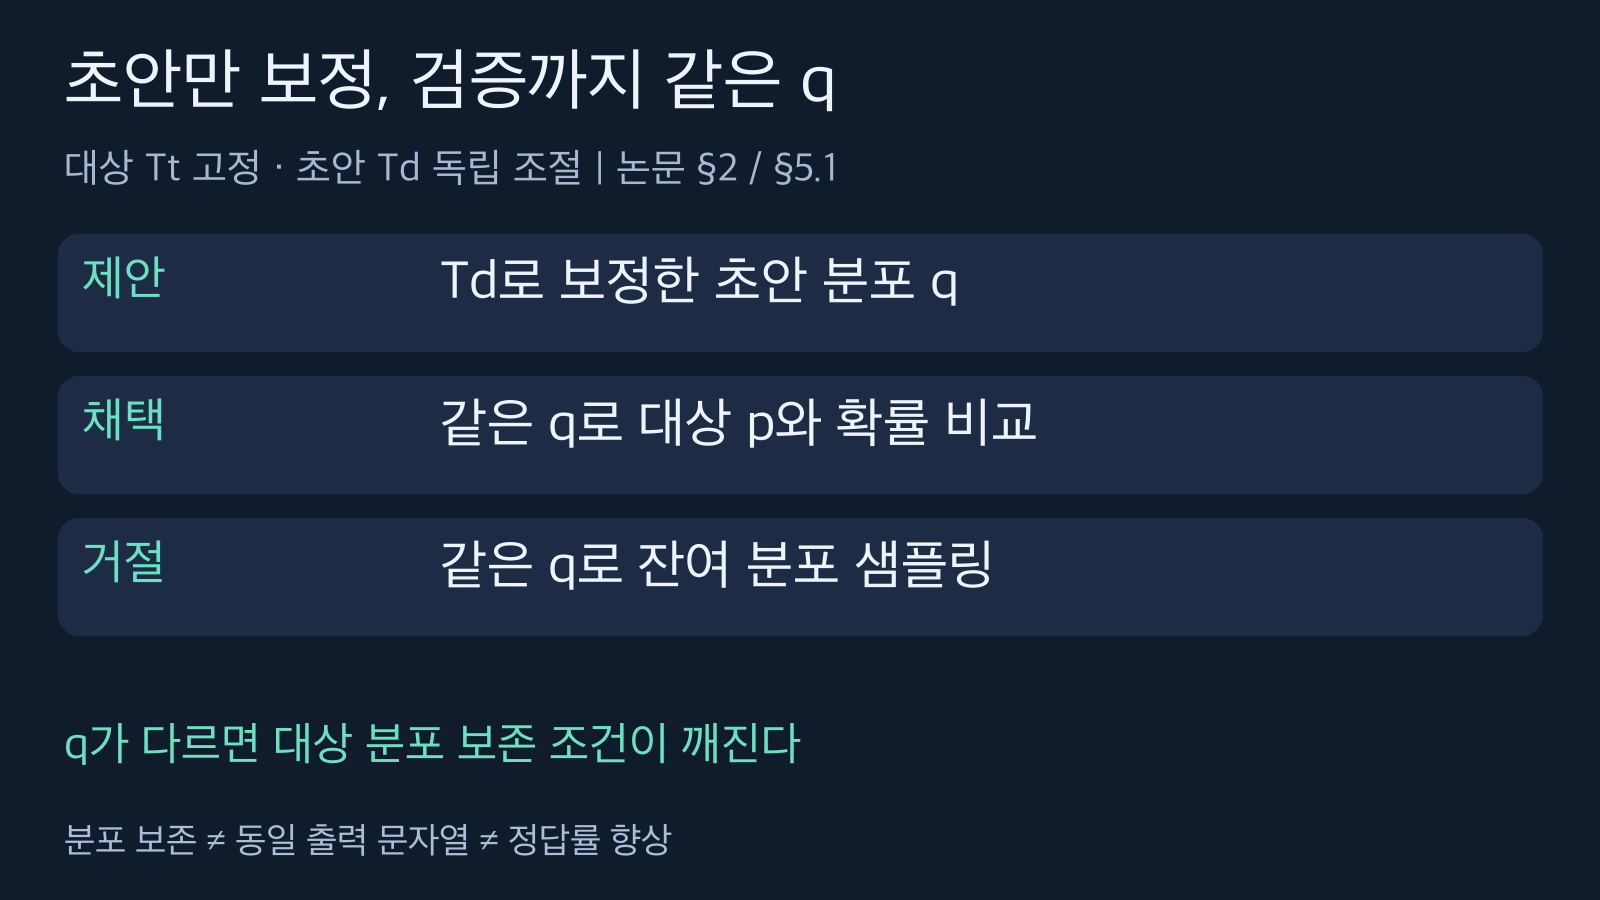 초안만 보정, 검증까지 같은 q
대상 Tt 고정 · 초안 Td 독립 조절 | 논문 §2 / §5.1
제안 Td로 보정한 초안 분포 q
채택 같은 q로 대상 p와 확률 비교
거절 같은 q로 잔여 분포 샘플링
q가 다르면 대상 분포 보존 조건이 깨진다
분포 보존 ≠ 동일 출력 문자열 ≠ 정답률 향상